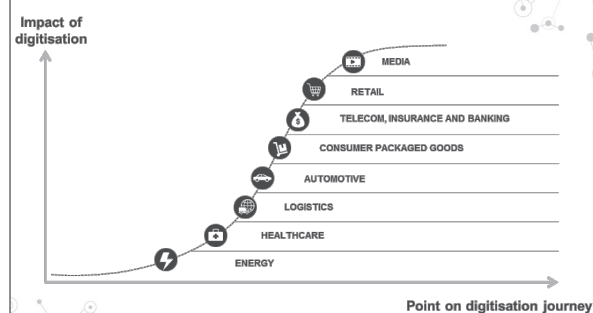 Impact of
digitisation
MEDIA
RETAIL
TELECOM, INSURANCE AND BANKING
CONSUMER PACKAGED GOODS
AUTOMOTIVE
LOGISTICS
HEALTHCARE
ENERGY
Point on digitisation journey